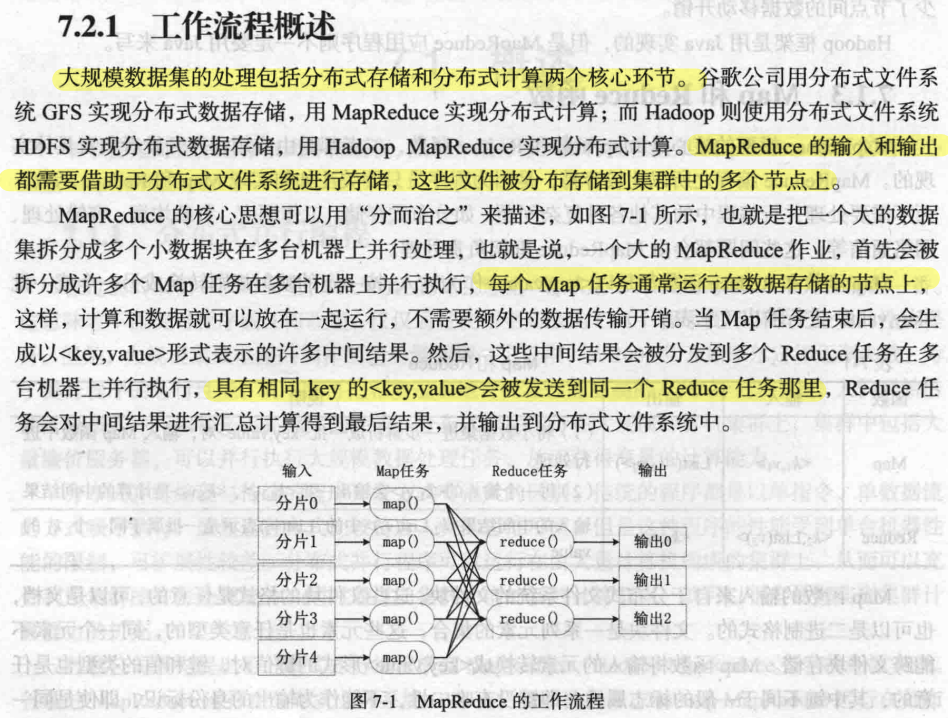 7.2.1 工作流程概述
大规模数据集的处理包括分布式存储和分布式计算两个核心环节。谷歌公司用分布式文件系
统 GFS 实现分布式数据存储，用 MapReduce 实现分布式计算；而 Hadoop 则使用分布式文件系统
HDFS 实现分布式数据存储，用 Hadoop MapReduce 实现分布式计算。MapReduce 的输入和输出
都需要借助于分布式文件系统进行存储，这些文件被分布存储到集群中的多个节点上。
MapReduce 的核心思想可以用“分而治之”来描述，如图 7-1 所示，也就是把一个大的数据
集拆分成多个小数据块在多台机器上并行处理，也就是说，一个大的 MapReduce 作业，首先会被
拆分成许多个 Map 任务在多台机器上并行执行，每个 Map 任务通常运行在数据存储的节点上，
这样，计算和数据就可以放在一起运行，不需要额外的数据传输开销。当 Map 任务结束后，会生
成以<key,value>形式表示的许多中间结果。然后，这些中间结果会被分发到多个 Reduce 任务在多
台机器上并行执行，具有相同 key 的<key,value>会被发送到同一个 Reduce 任务那里，Reduce 任
务会对中间结果进行汇总计算得到最后结果，并输出到分布式文件系统中。
输入 Map任务 Reduce任务 输出
分片0 map()
分片1 map() reduce() 输出0
分片2 map() reduce() 输出1
分片3 map() reduce() 输出2
分片4 map()
图 7-1 MapReduce 的工作流程